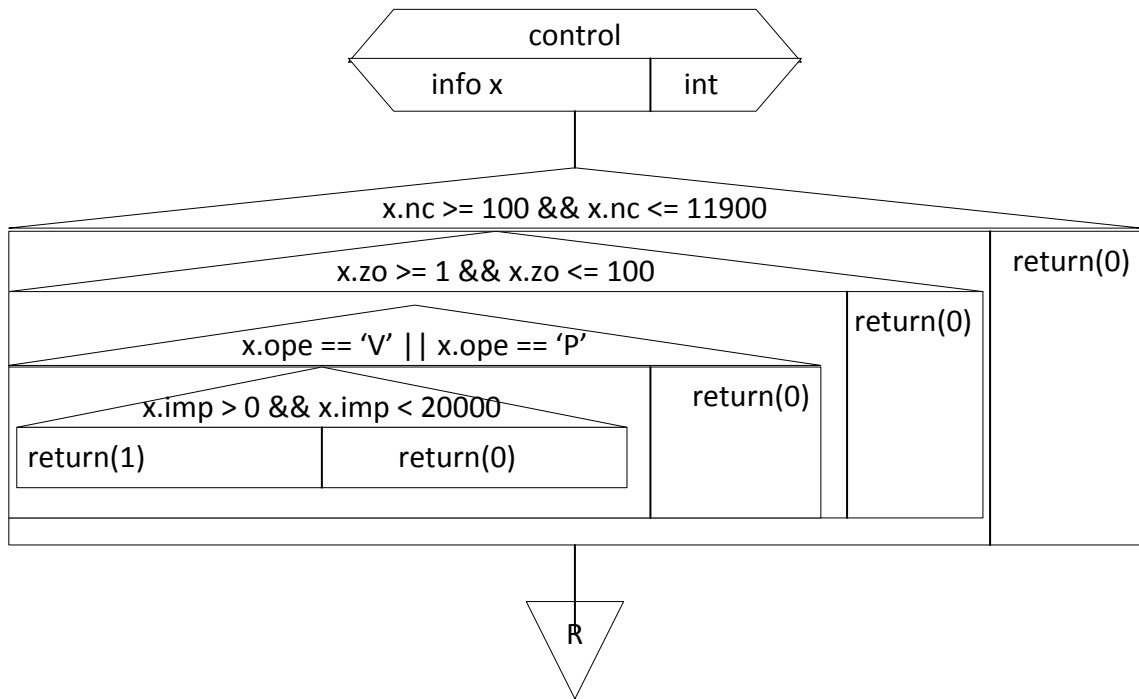 control
info x int
x.nc >= 100 && x.nc <= 11900
x.zo >= 1 && x.zo <= 100
return(0)
x.ope == ‘V’ || x.ope == ‘P’
return(0)
x.imp > 0 && x.imp < 20000
return(0)
return(1)
return(0)
R